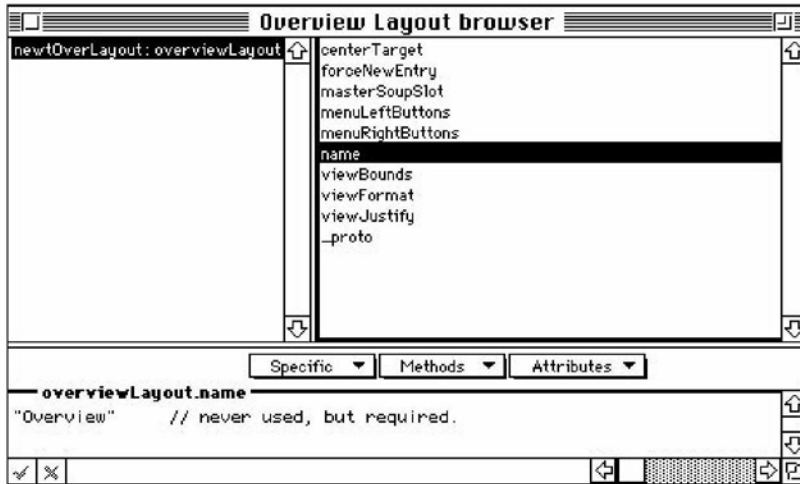 Overview Layout browser
newtOverLayout: overviewLayout
centerTarget
forceNewEntry
masterSoupSlot
menuLeftButtons
menuRightButtons
name
viewBounds
viewFormat
viewJustify
_proto
Specific Methods Attributes
overviewLayout.name
"Overview" // never used, but required.